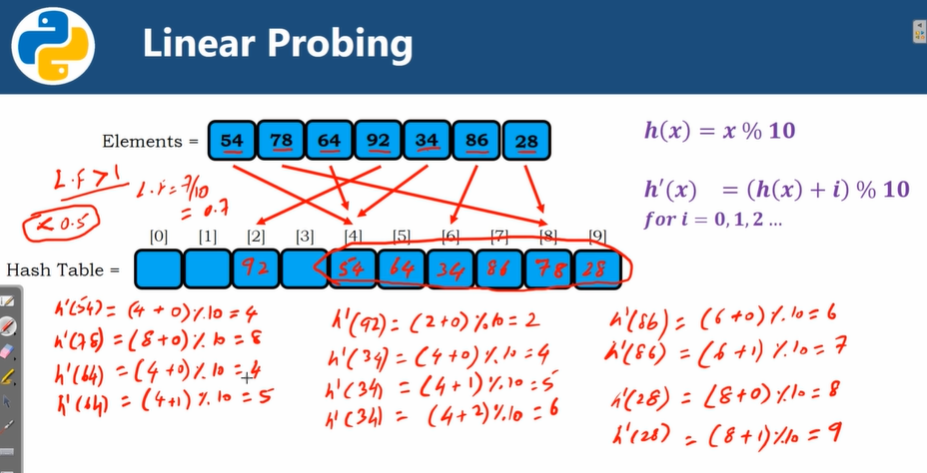 Linear Probing
Elements = 54 78 64 92 34 86 28
h(x) = x % 10
h'(x) = (h(x) + i) % 10
for i = 0, 1, 2 ...
L.F > 1
L.F = 7/10
= 0.7
< 0.5
[0] [1] [2] [3] [4] [5] [6] [7] [8] [9]
Hash Table = 92 54 64 34 86 78 28
h'(54) = (4 + 0) % 10 = 4
h'(78) = (8 + 0) % 10 = 8
h'(64) = (4 + 0) % 10 = 4
h'(64) = (4+1) % 10 = 5
h'(92) = (2+0) % 10 = 2
h'(34) = (4+0) % 10 = 4
h'(34) = (4+1) % 10 = 5
h'(34) = (4+2) % 10 = 6
h'(86) = (6+0) % 10 = 6
h'(86) = (6+1) % 10 = 7
h'(28) = (8+0) % 10 = 8
h'(28) = (8+1) % 10 = 9